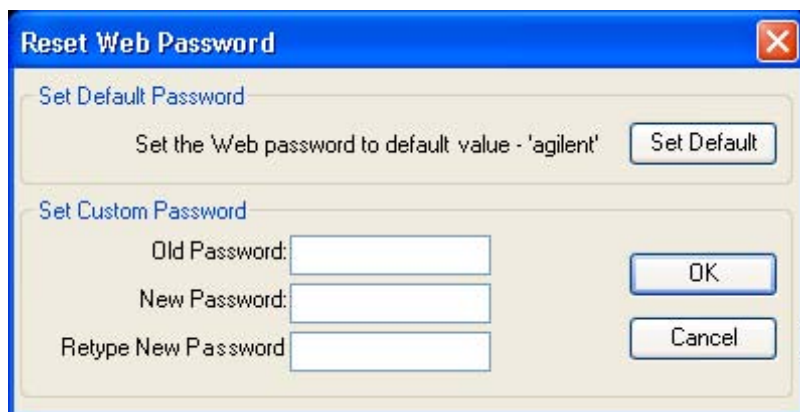 Reset Web Password
Set Default Password
Set the Web password to default value - 'agilent'
Set Default
Set Custom Password
Old Password:
OK
New Password:
Cancel
Retype New Password